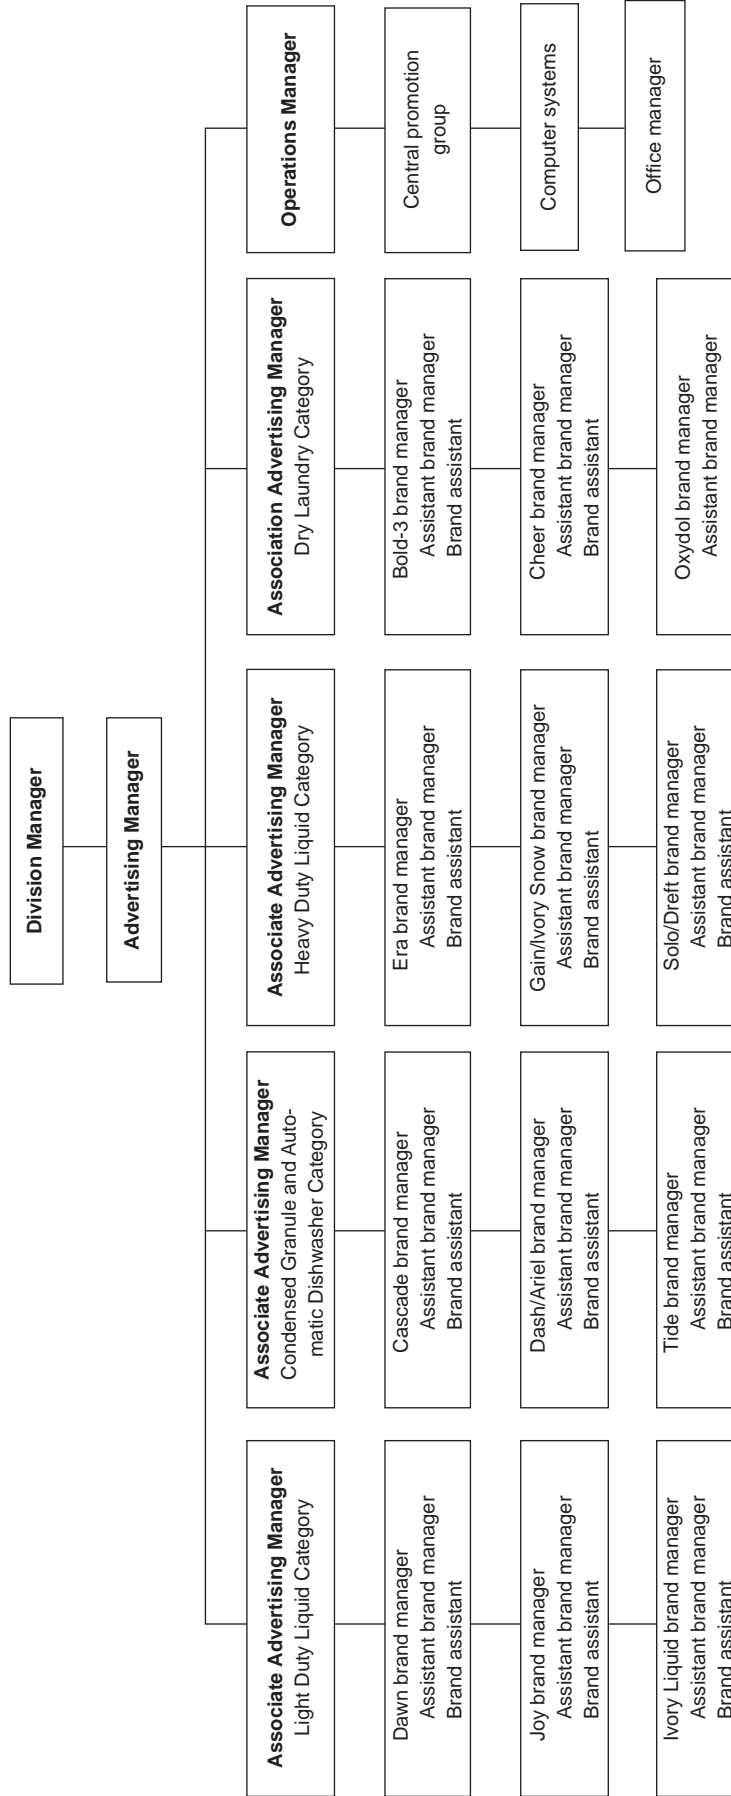 Division Manager
Advertising Manager
Associate Advertising Manager
Light Duty Liquid Category
Associate Advertising Manager
Condensed Granule and Auto-
matic Dishwasher Category
Associate Advertising Manager
Heavy Duty Liquid Category
Association Advertising Manager
Dry Laundry Category
Operations Manager
Dawn brand manager
Assistant brand manager
Brand assistant
Cascade brand manager
Assistant brand manager
Brand assistant
Era brand manager
Assistant brand manager
Brand assistant
Bold-3 brand manager
Assistant brand manager
Brand assistant
Central promotion
group
Joy brand manager
Assistant brand manager
Brand assistant
Dash/Ariel brand manager
Assistant brand manager
Brand assistant
Gain/Ivory Snow brand manager
Assistant brand manager
Brand assistant
Cheer brand manager
Assistant brand manager
Brand assistant
Computer systems
Ivory Liquid brand manager
Assistant brand manager
Brand assistant
Tide brand manager
Assistant brand manager
Brand assistant
Solo/Dreft brand manager
Assistant brand manager
Brand assistant
Oxydol brand manager
Assistant brand manager
Office manager